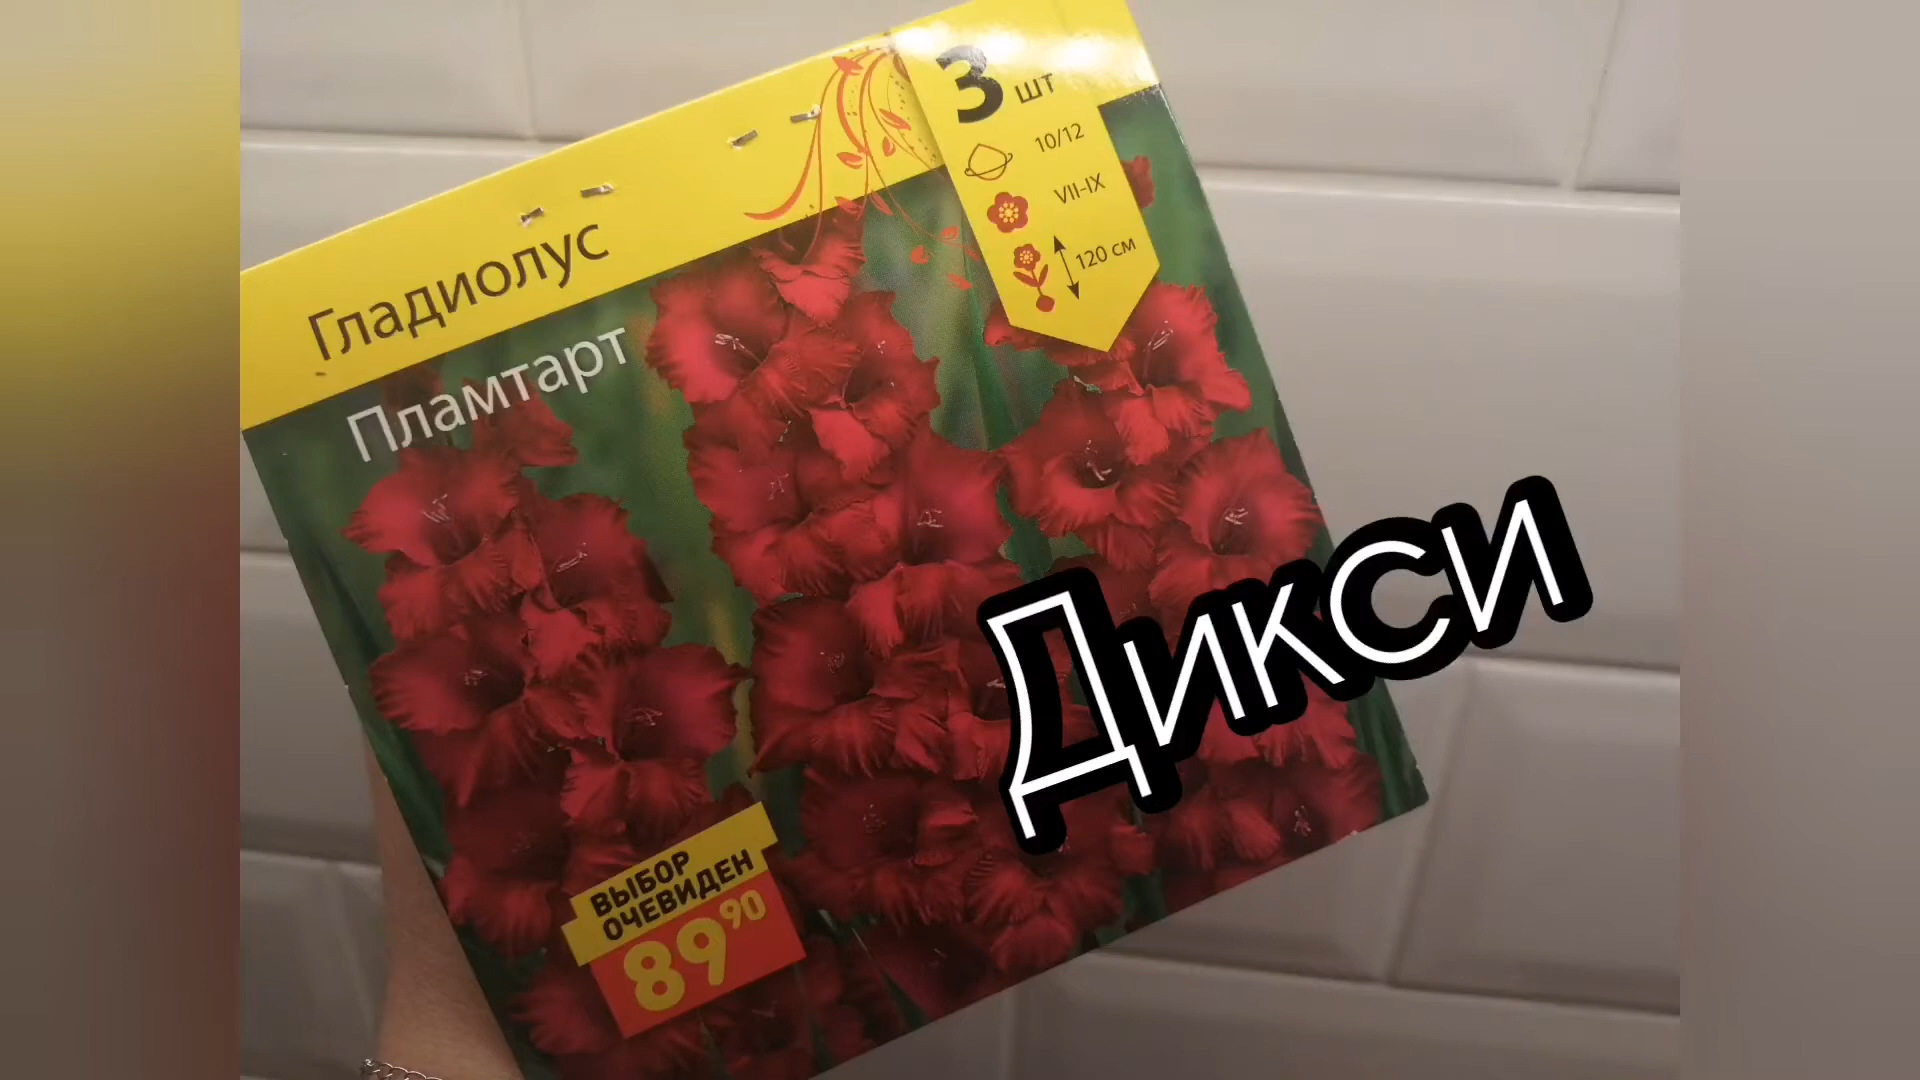 3 шт
10/12
VII-IX
120 см
Гладиолус
Пламтарт
Дикси
ВЫБОР
ОЧЕВИДЕН
89 90